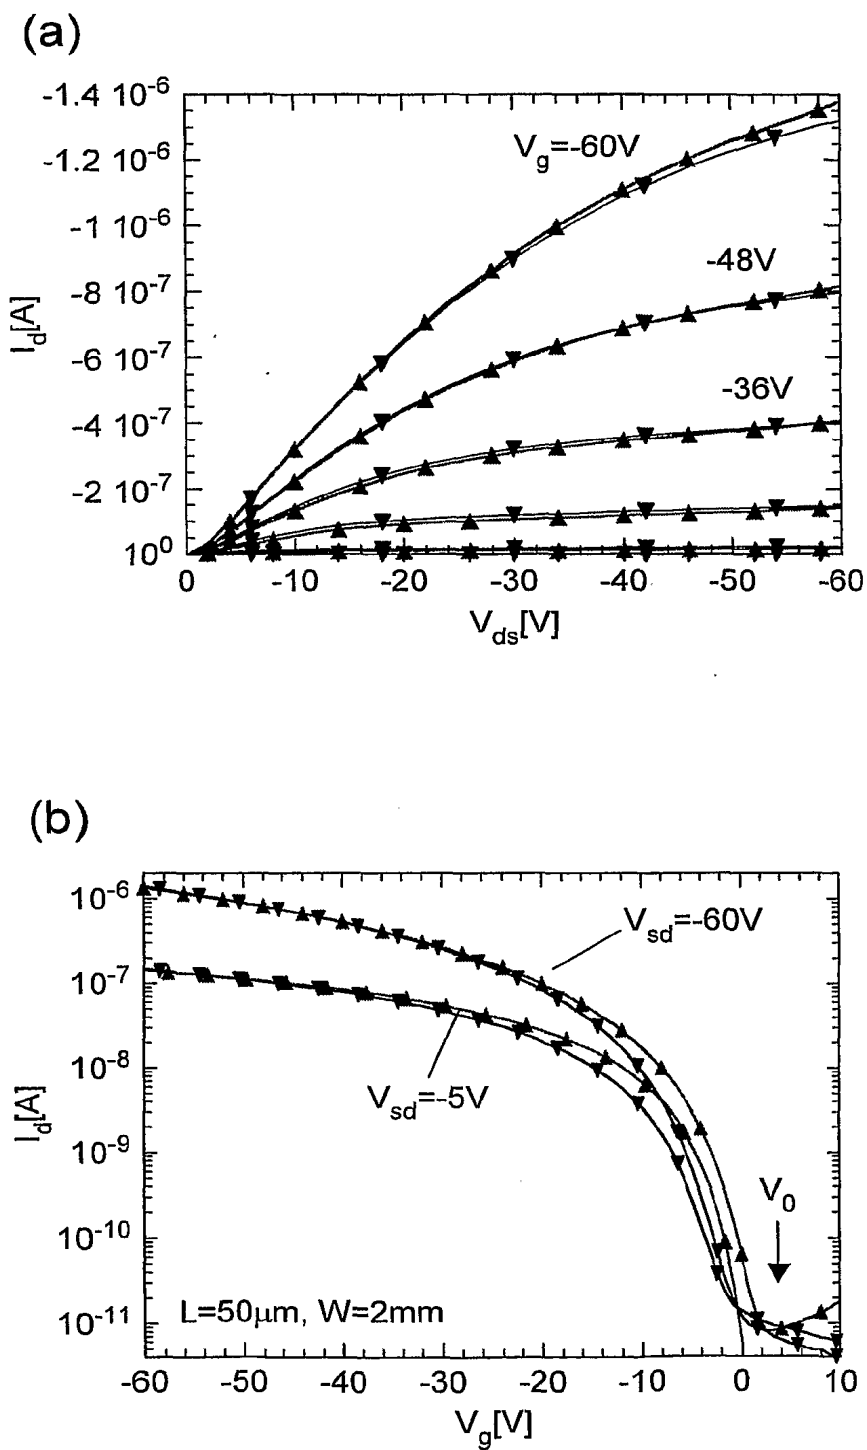 (a)
-1.4 10⁻⁶
-1.2 10⁻⁶
-1 10⁻⁶
-8 10⁻⁷
-6 10⁻⁷
-4 10⁻⁷
-2 10⁻⁷
10⁰
I_d[A]
V_g=-60V
-48V
-36V
0 -10 -20 -30 -40 -50 -60
V_ds[V]
(b)
10⁻⁶
10⁻⁷
10⁻⁸
10⁻⁹
10⁻¹⁰
10⁻¹¹
I_d[A]
V_sd=-60V
V_sd=-5V
V_0
L=50μm, W=2mm
-60 -50 -40 -30 -20 -10 0 10
V_g[V]